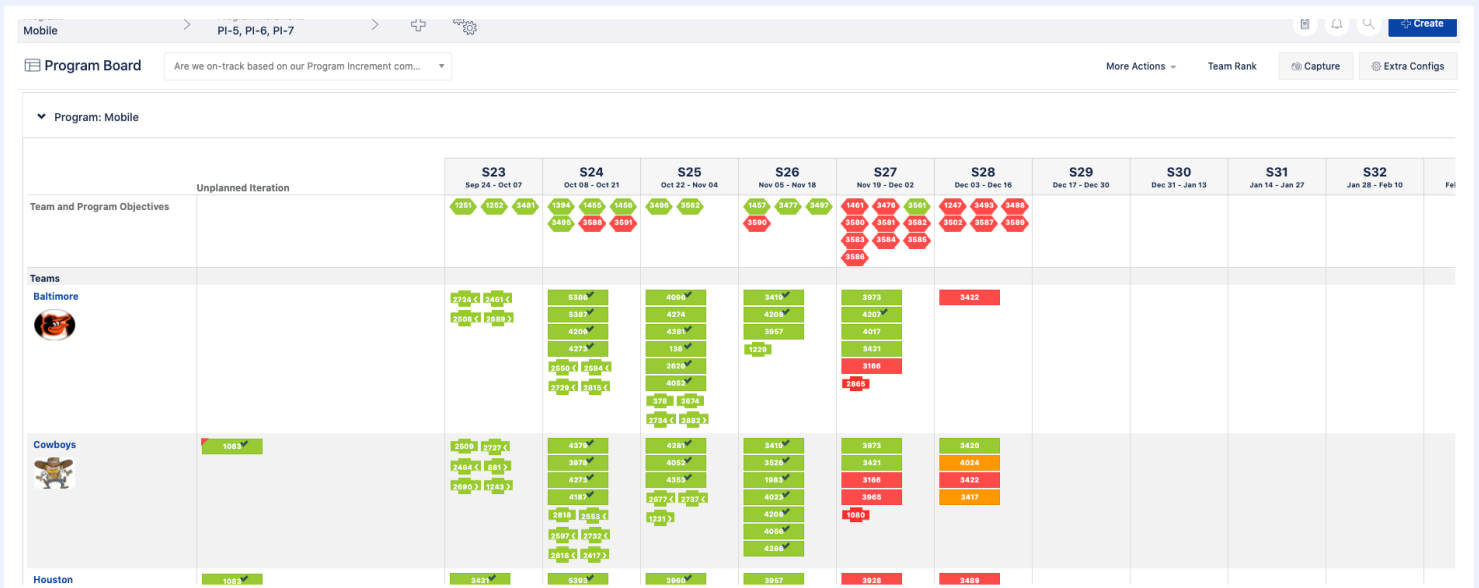 Mobile
PI-5, PI-6, PI-7
Create
Program Board
Are we on-track based on our Program Increment com...
More Actions
Team Rank
Capture
Extra Configs
Program: Mobile
Unplanned Iteration
S23 S24 S25 S26 S27 S28 S29 S30 S31 S32
Sep 24 - Oct 07 Oct 08 - Oct 21 Oct 22 - Nov 04 Nov 05 - Nov 18 Nov 19 - Dec 02 Dec 03 - Dec 16 Dec 17 - Dec 30 Dec 31 - Jan 13 Jan 14 - Jan 27 Jan 28 - Feb 10
Team and Program Objectives
1251 1252 3481 1394 1455 1456 3496 3562 1457 3477 3497 1461 3476 3561 1247 3493 3498
3495 3588 3591 3590 3580 3581 3582 3502 3587 3589
3583 3584 3585
3586
Teams
Baltimore
2734 2461 5386 4096 3419 3973 3422
5387 4274 4208 4207
2506 2689 4209 4281 3957 4017
4273 136 1229 3421
2550 2594 2626 3166
2729 2815 4052 2865
378 2674
2734 2882
Cowboys
1083 2509 2727 4379 4281 3419 3973 3420
2464 881 3978 4052 3526 3421 4024
4273 4353 1983 3166 3422
2690 1243 4187 2677 2737 4023 3965 3417
2818 2553 1231 4208 1080
2597 2732 4056
2818 2417 4266
Houston
1083 3431 5393 3960 3957 3928 3489